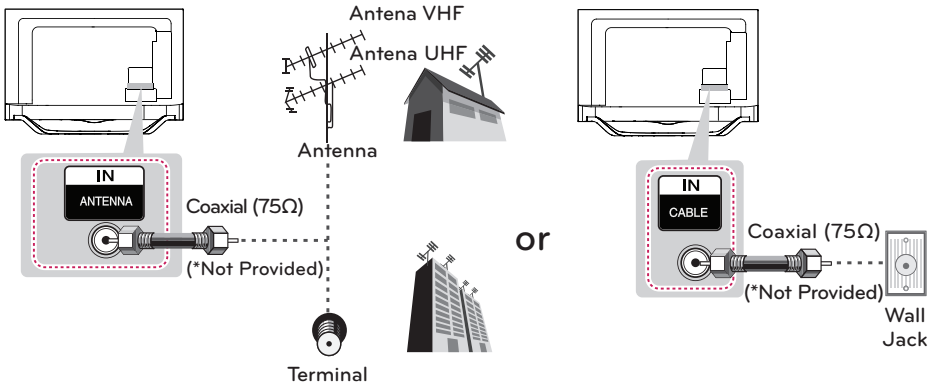 Antena VHF
Antena UHF
Antenna
IN
ANTENNA
Coaxial (75Ω)
(*Not Provided)
Terminal
or
IN
CABLE
Coaxial (75Ω)
(*Not Provided)
Wall
Jack